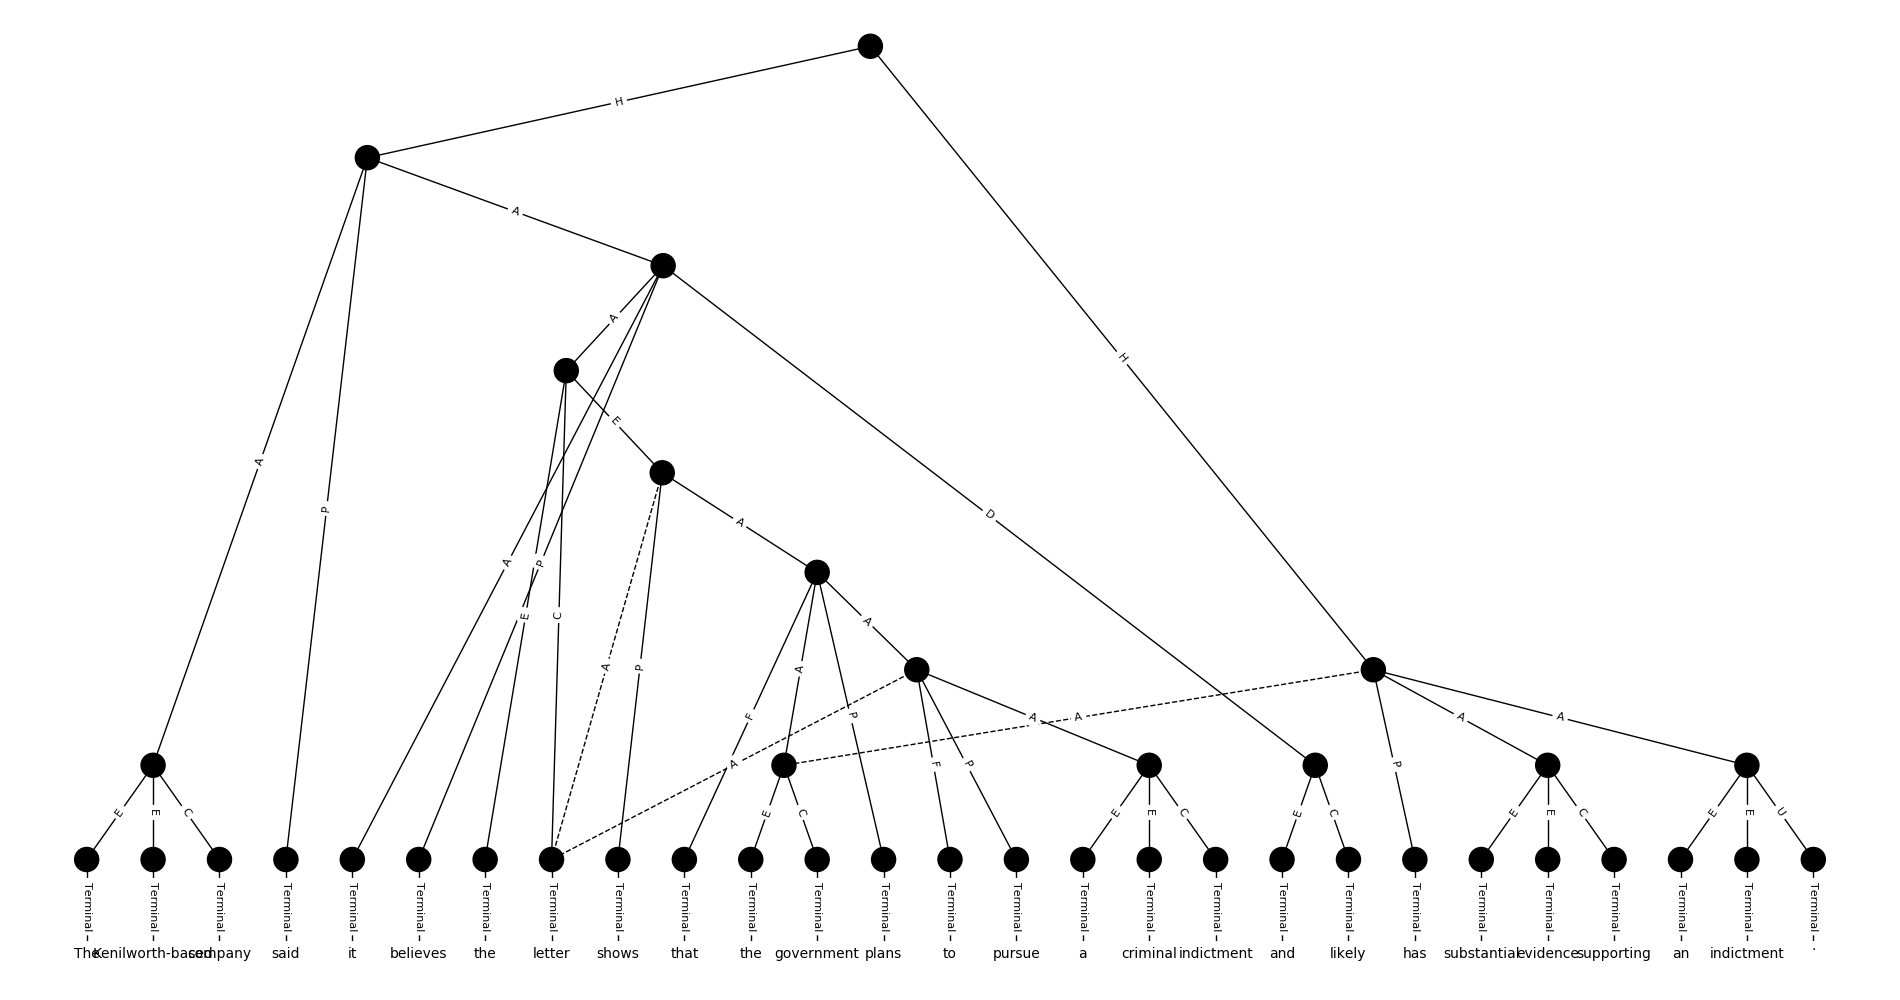 H
A
H
A
A
E
A
P
D
A
A
P
A
E
C
A
P
A
A
F
P
A
A
A
A
A
F
P
P
E
E
C
E
C
E
E
C
E
C
E
E
C
E
E
U
Terminal Terminal Terminal Terminal Terminal Terminal Terminal Terminal Terminal Terminal Terminal Terminal Terminal Terminal Terminal Terminal Terminal Terminal Terminal Terminal Terminal Terminal Terminal Terminal Terminal Terminal Terminal
The Kenilworth-based company said it believes the letter shows that the government plans to pursue a criminal indictment and likely has substantial evidence supporting an indictment .